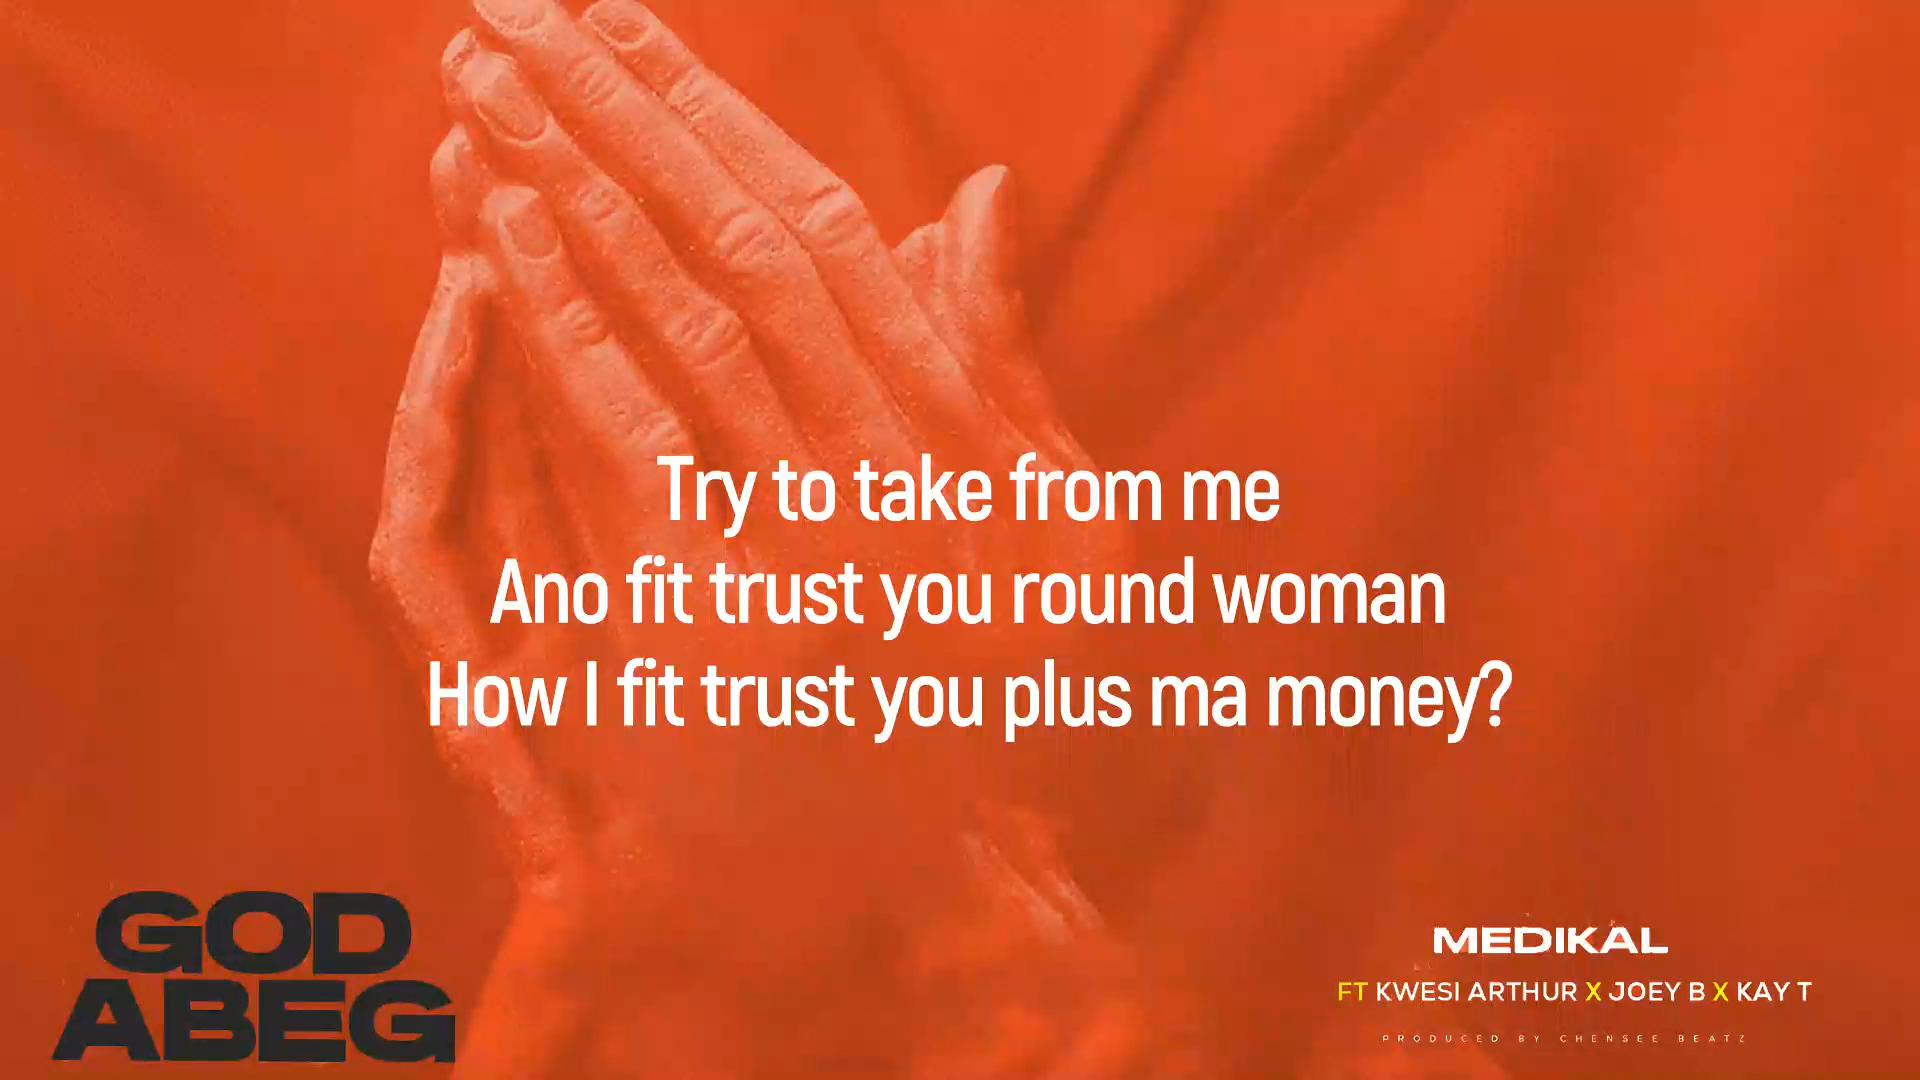 Try to take from me
Ano fit trust you round woman
How I fit trust you plus ma money?
GOD
ABEG
MEDIKAL
FT KWESI ARTHUR X JOEY B X KAY T
PRODUCED BY CHENSEE BEATZ